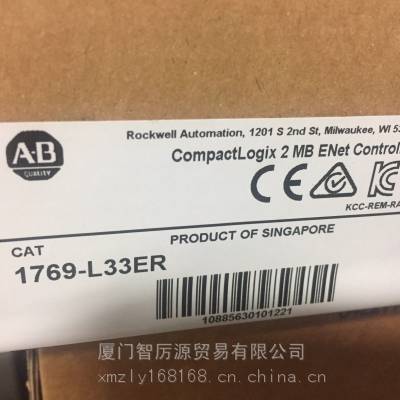 A-B
QUALITY
Rockwell Automation, 1201 S 2nd St, Milwaukee, WI 53
CompactLogix 2 MB ENet Control
CE
KCC-REM-RA
PRODUCT OF SINGAPORE
CAT
1769-L33ER
10885630101221
厦门智厉源贸易有限公司
xmzly168168.cn.china.cn